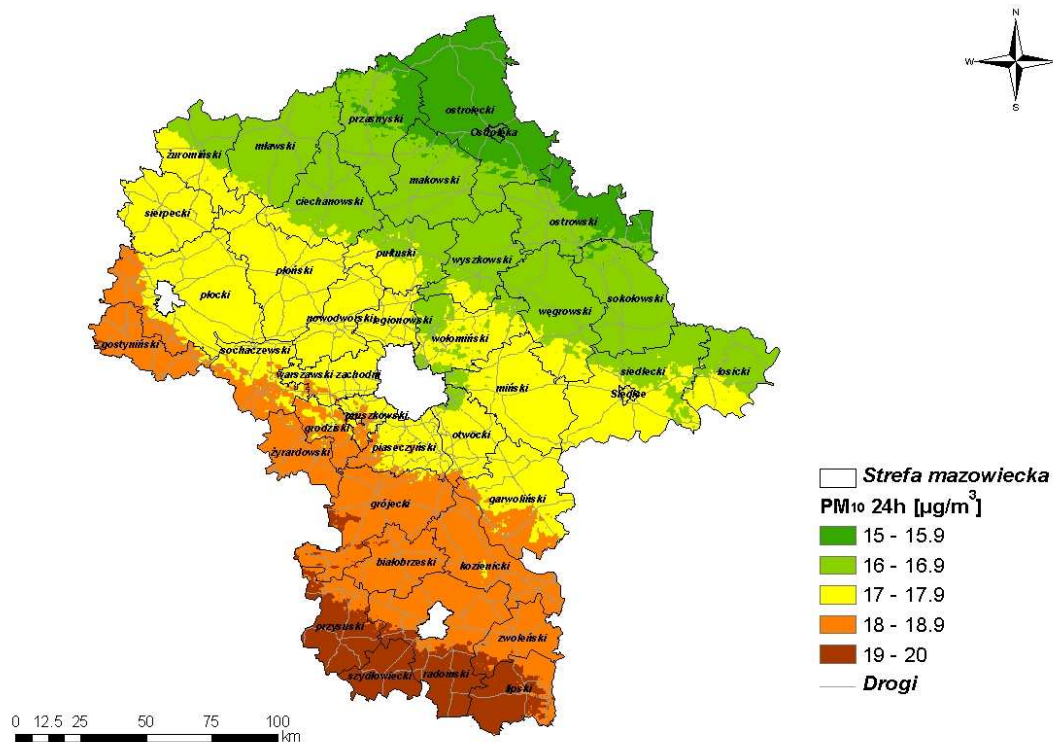 N
W
S
ostrołęcki
Ostrołęka
przasnyski
mławski
żuromiński
makowski
ciechanowski
sierpecki
ostrowski
pułtuski
wyszkowski
płoński
sokołowski
płocki
węgrowski
nowodworski
legionowski
wołomiński
gostyniński
sochaczewski
siedlecki
łosicki
warszawski zachodni
miński
Siedlce
pruszkowski
grodziski
otwocki
piaseczyński
żyrardowski
garwoliński
grójecki
białobrzeski
kozienicki
przysuski
zwoleński
szydłowiecki
radomski
lipski
Strefa mazowiecka
PM10 24h [µg/m³]
15 - 15.9
16 - 16.9
17 - 17.9
18 - 18.9
19 - 20
Drogi
0 12.5 25 50 75 100
km